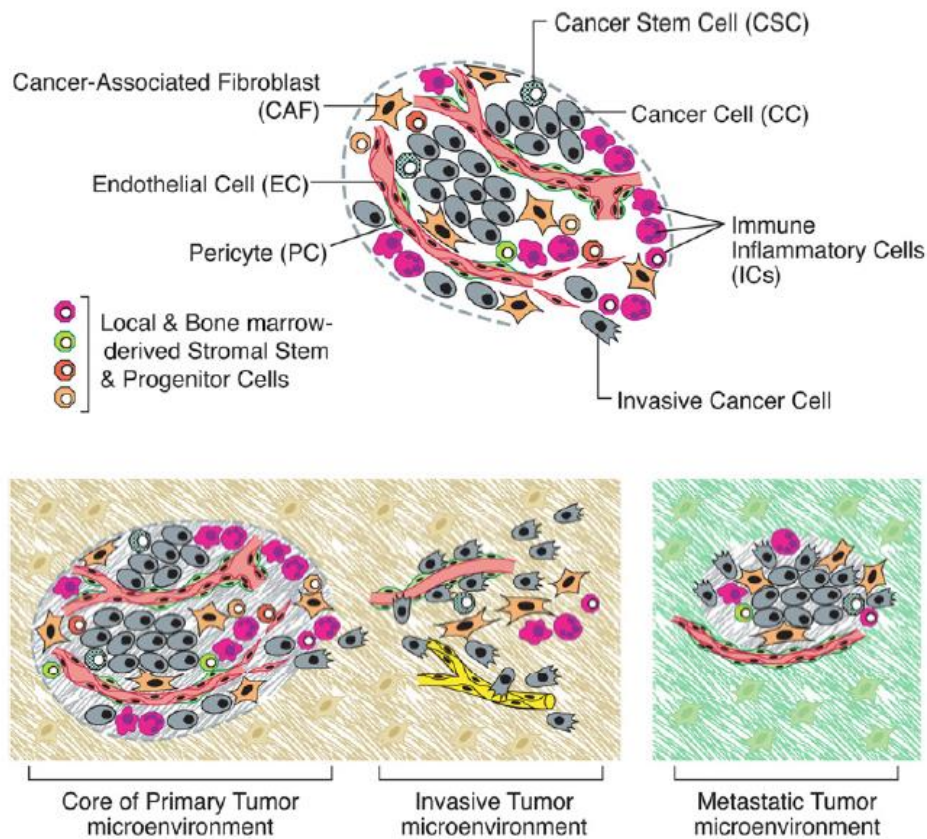 Cancer Stem Cell (CSC)
Cancer-Associated Fibroblast
(CAF)
Cancer Cell (CC)
Endothelial Cell (EC)
Pericyte (PC)
Immune
Inflammatory Cells
(ICs)
Local & Bone marrow-
derived Stromal Stem
& Progenitor Cells
Invasive Cancer Cell
Core of Primary Tumor
microenvironment
Invasive Tumor
microenvironment
Metastatic Tumor
microenvironment